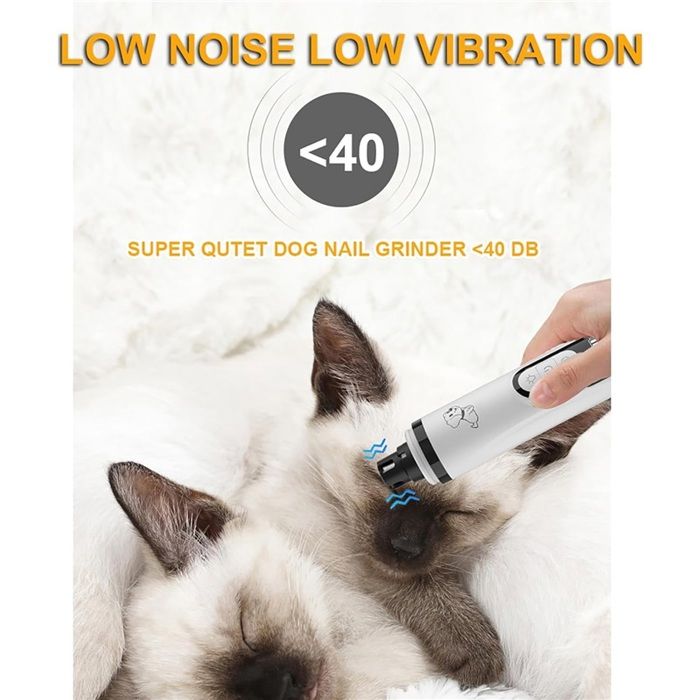 LOW NOISE LOW VIBRATION
<40
SUPER QUTET DOG NAIL GRINDER <40 DB